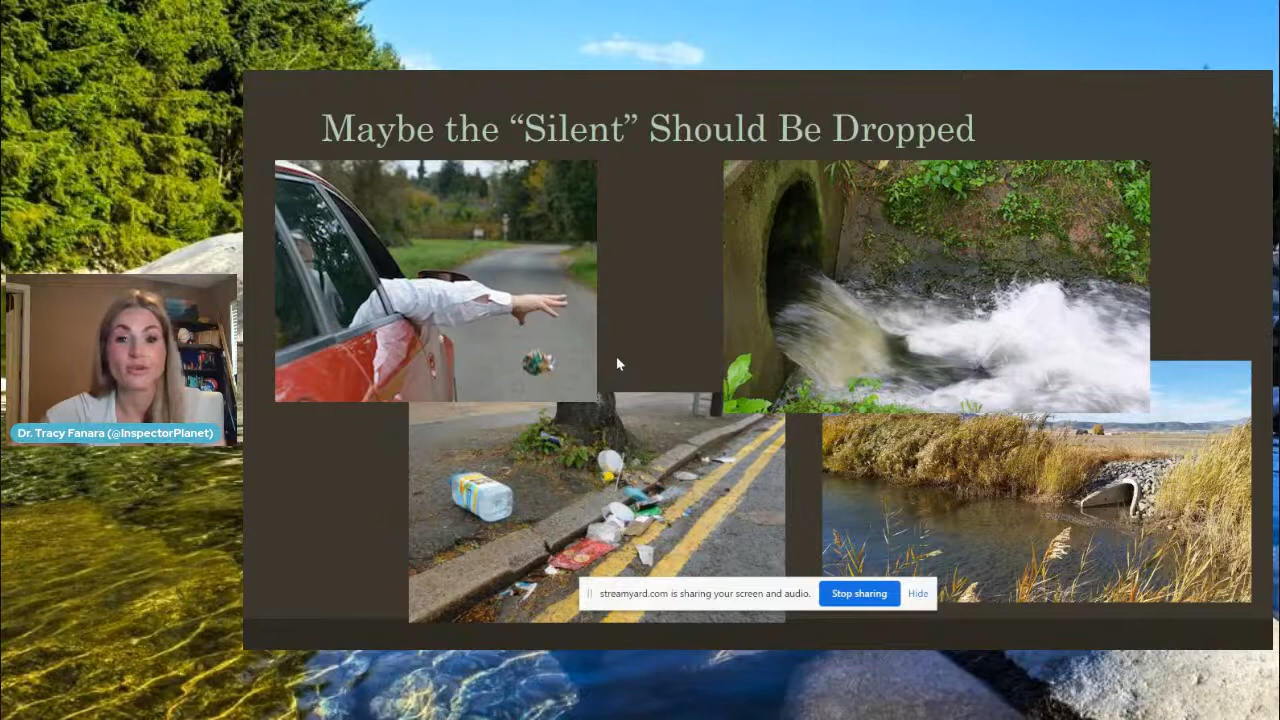 Maybe the “Silent” Should Be Dropped
Dr. Tracy Fanara (@InspectorPlanet)
streamyard.com is sharing your screen and audio.
Stop sharing
Hide